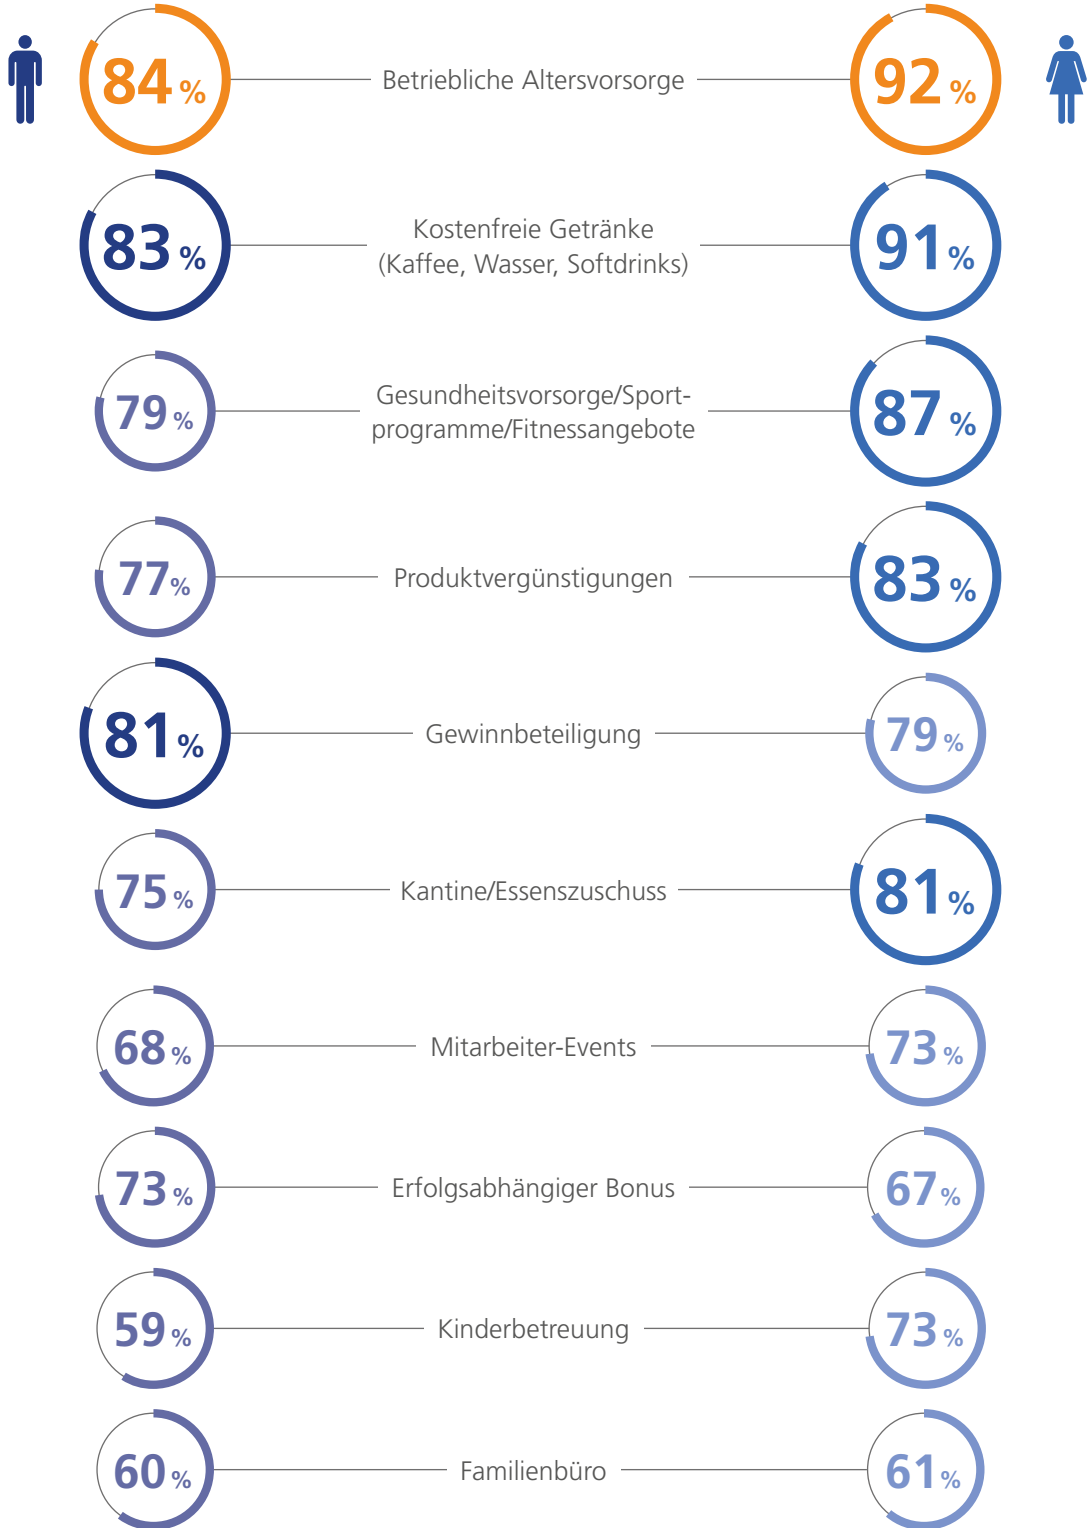 84 % Betriebliche Altersvorsorge 92 %
83 % Kostenfreie Getränke 91 %
(Kaffee, Wasser, Softdrinks)
79 % Gesundheitsvorsorge/Sport- 87 %
programme/Fitnessangebote
77 % Produktvergünstigungen 83 %
81 % Gewinnbeteiligung 79 %
75 % Kantine/Essenszuschuss 81 %
68 % Mitarbeiter-Events 73 %
73 % Erfolgsabhängiger Bonus 67 %
59 % Kinderbetreuung 73 %
60 % Familienbüro 61 %